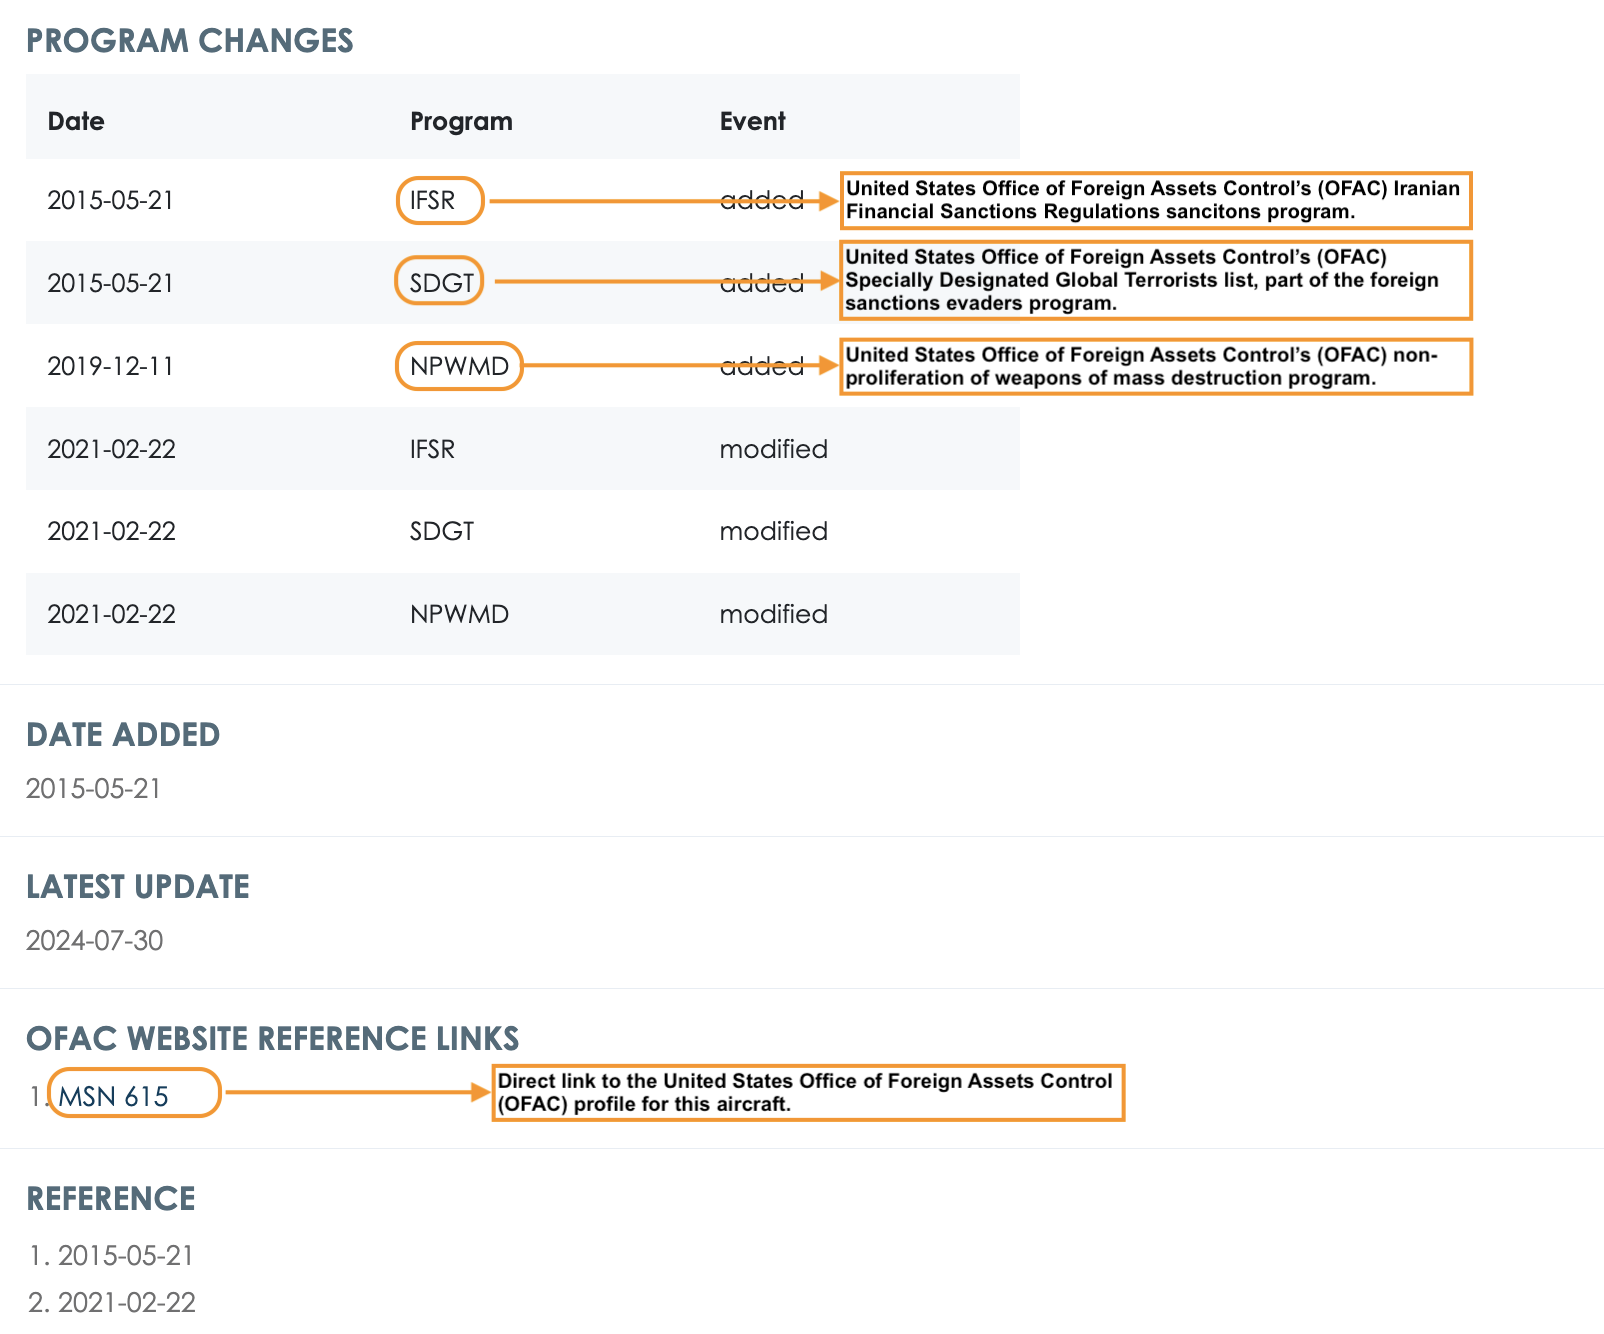 PROGRAM CHANGES
Date Program Event
2015-05-21 IFSR added United States Office of Foreign Assets Control's (OFAC) Iranian
Financial Sanctions Regulations sancitons program.
2015-05-21 SDGT added United States Office of Foreign Assets Control's (OFAC)
Specially Designated Global Terrorists list, part of the foreign
sanctions evaders program.
2019-12-11 NPWMD added United States Office of Foreign Assets Control's (OFAC) non-
proliferation of weapons of mass destruction program.
2021-02-22 IFSR modified
2021-02-22 SDGT modified
2021-02-22 NPWMD modified
DATE ADDED
2015-05-21
LATEST UPDATE
2024-07-30
OFAC WEBSITE REFERENCE LINKS
1. MSN 615 Direct link to the United States Office of Foreign Assets Control
(OFAC) profile for this aircraft.
REFERENCE
1. 2015-05-21
2. 2021-02-22